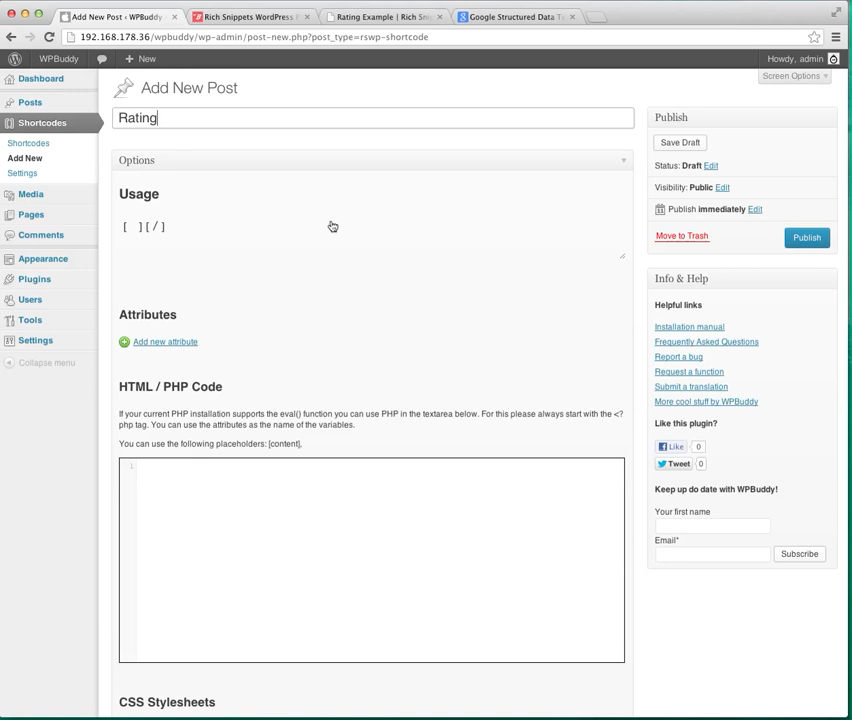 Add New Post ‹ WPBuddy
Rich Snippets WordPress P
Rating Example | Rich Snip
Google Structured Data T
192.168.178.36/wpbuddy/wp-admin/post-new.php?post_type=rswp-shortcode
WPBuddy
+ New
Howdy, admin
Screen Options
Dashboard
Posts
Shortcodes
Shortcodes
Add New
Settings
Media
Pages
Comments
Appearance
Plugins
Users
Tools
Settings
Collapse menu
Add New Post
Rating
Options
Usage
[ ][/]
Attributes
Add new attribute
HTML / PHP Code
If your current PHP installation supports the eval() function you can use PHP in the textarea below. For this please always start with the <?
php tag. You can use the attributes as the name of the variables.
You can use the following placeholders: [content],
1
CSS Stylesheets
Publish
Save Draft
Status: Draft Edit
Visibility: Public Edit
Publish immediately Edit
Move to Trash
Publish
Info & Help
Helpful links
Installation manual
Frequently Asked Questions
Report a bug
Request a function
Submit a translation
More cool stuff by WPBuddy
Like this plugin?
Like 0
Tweet 0
Keep up do date with WPBuddy!
Your first name
Email*
Subscribe